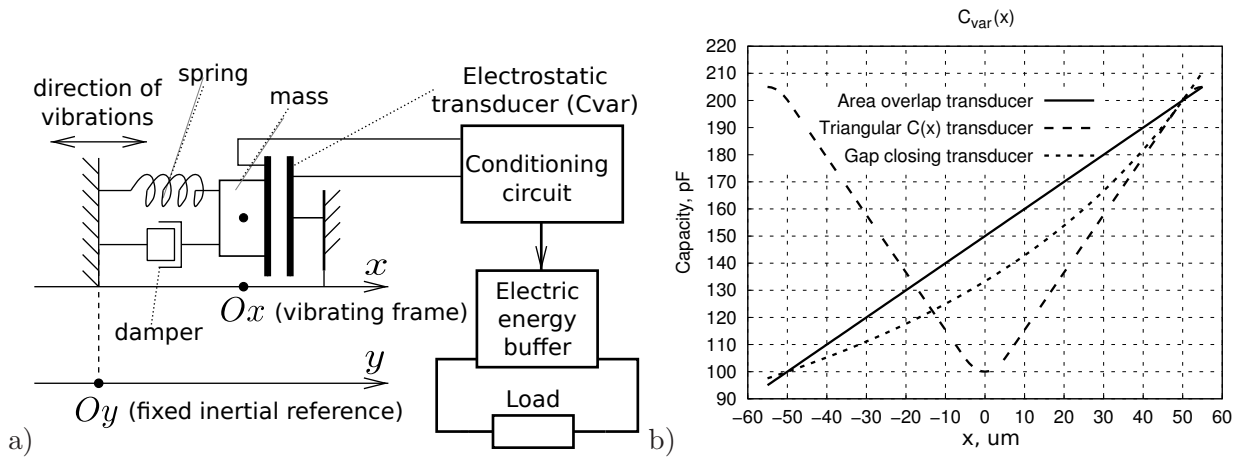 direction of
vibrations
spring
mass
Electrostatic
transducer (Cvar)
Conditioning
circuit
x
Ox (vibrating frame)
damper
Electric
energy
buffer
y
Oy (fixed inertial reference)
Load
a)
C_var(x)
Capacity, pF
220
210
200
190
180
170
160
150
140
130
120
110
100
90
Area overlap transducer
Triangular C(x) transducer
Gap closing transducer
−60 −50 −40 −30 −20 −10 0 10 20 30 40 50 60
x, um
b)